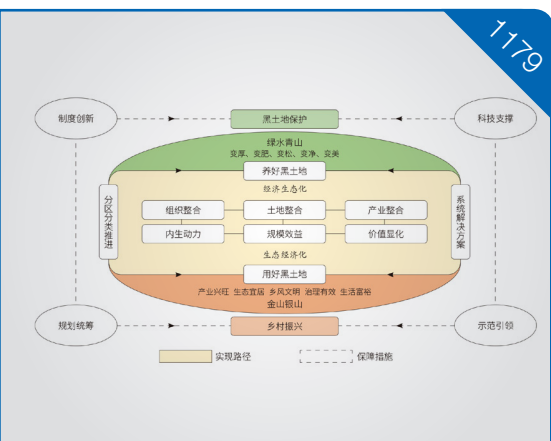 1179
制度创新
黑土地保护
科技支撑
绿水青山
变厚、变肥、变松、变净、变美
养好黑土地
经济生态化
分区分类推进
系统解决方案
组织整合
土地整合
产业整合
内生动力
规模效益
价值显化
生态经济化
用好黑土地
产业兴旺 生态宜居 乡风文明 治理有效 生活富裕
金山银山
规划统筹
乡村振兴
示范引领
实现路径
保障措施